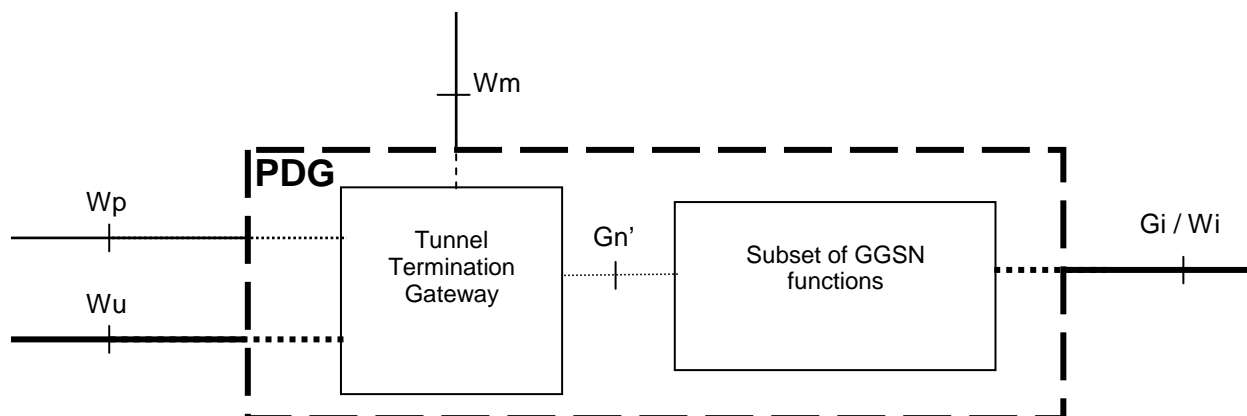 Wm
PDG
Wp
Tunnel
Termination
Gateway
Gn’
Subset of GGSN
functions
Gi / Wi
Wu